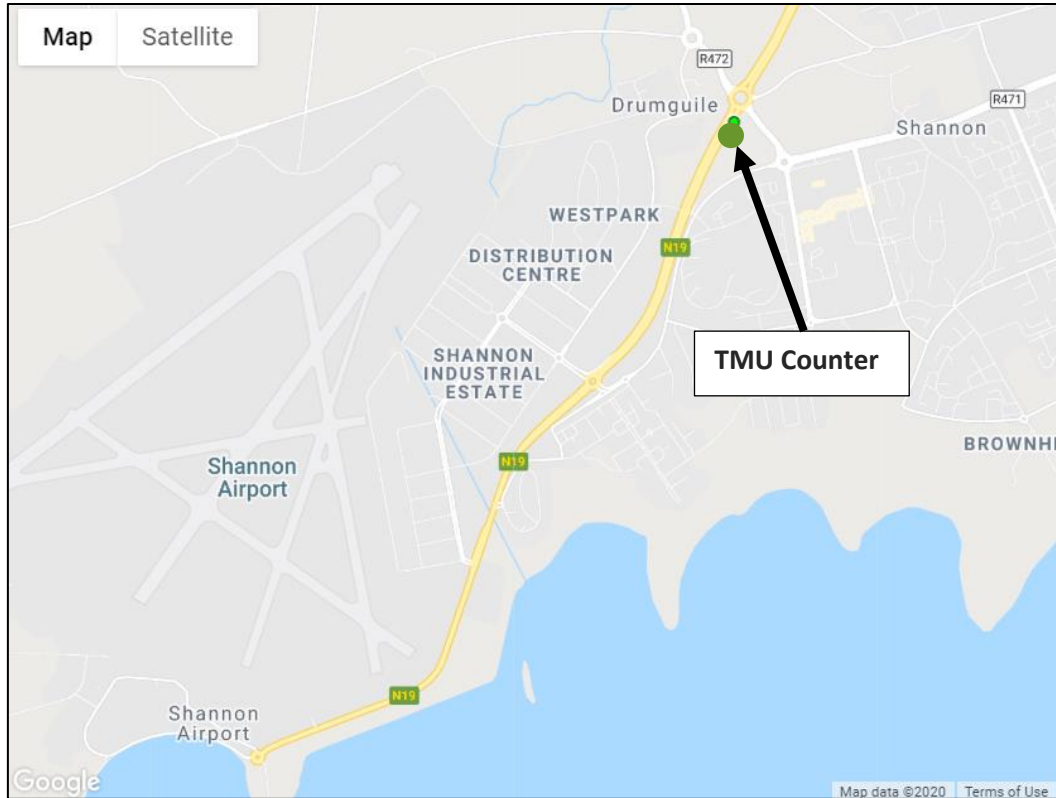 Map Satellite
R472
Drumguile
R471
Shannon
WESTPARK
N19
DISTRIBUTION
CENTRE
TMU Counter
SHANNON
INDUSTRIAL
ESTATE
BROWNHI
N19
Shannon
Airport
N19
Shannon
Airport
Google
Map data ©2020 Terms of Use